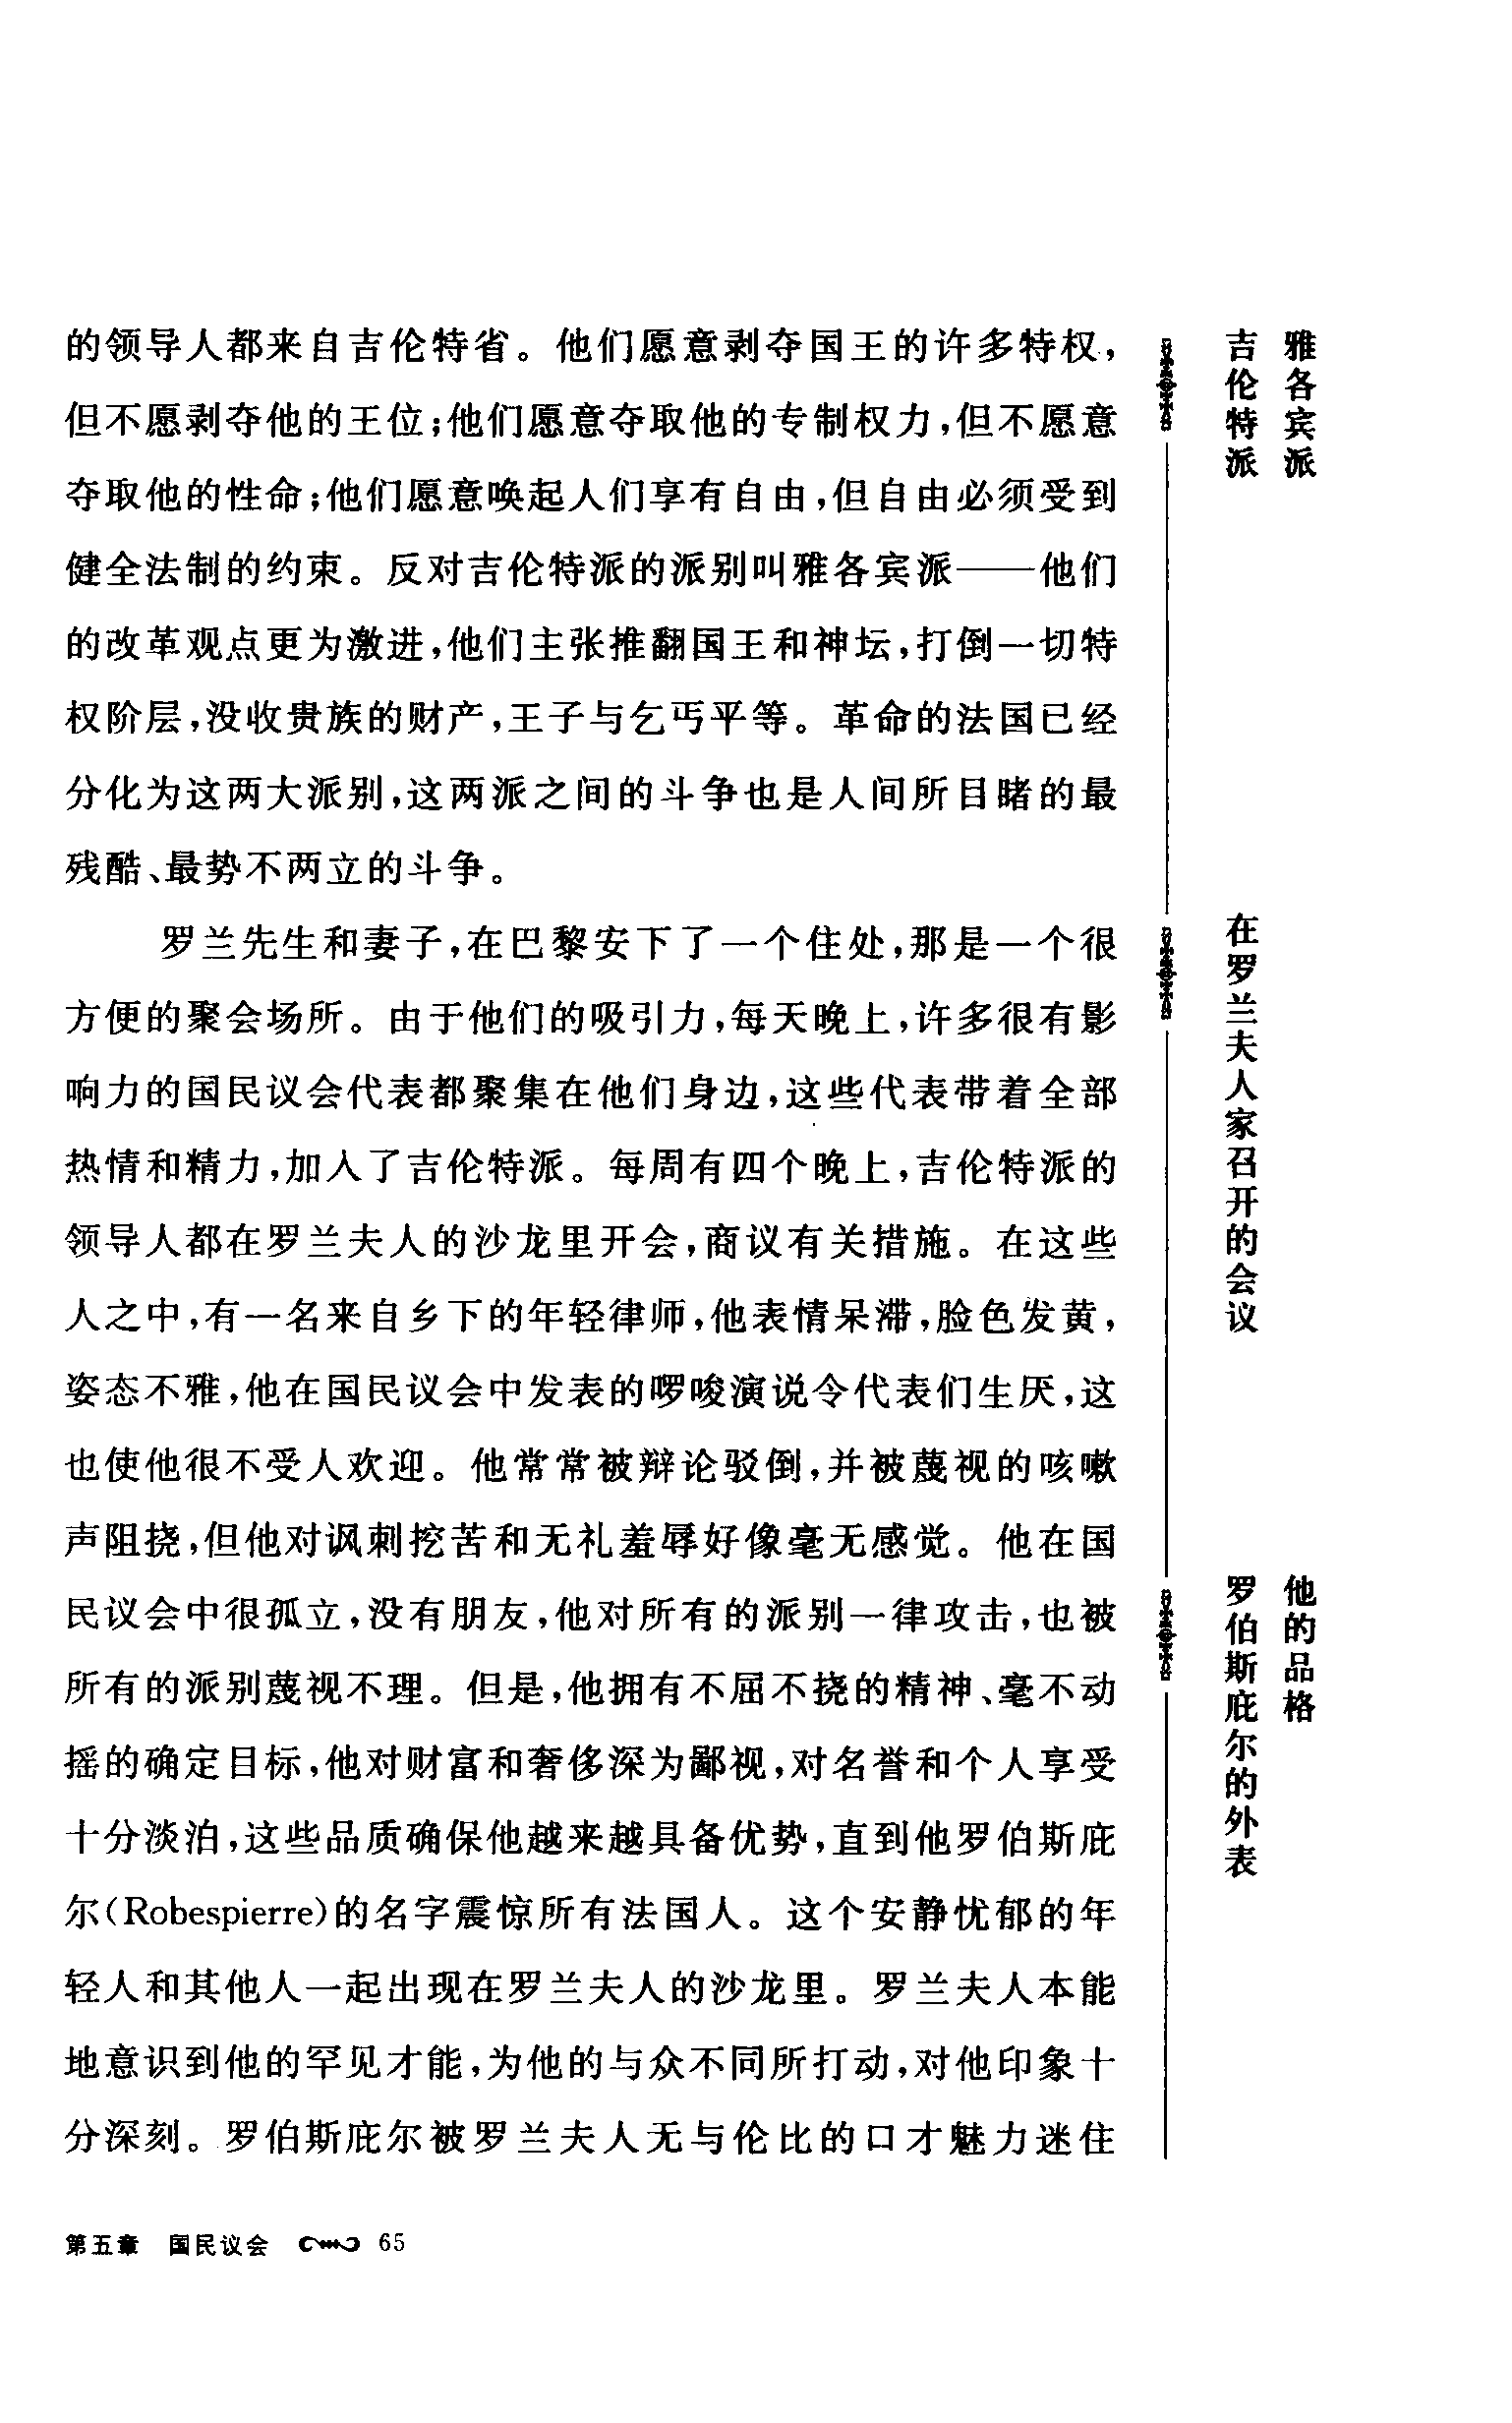 的领导人都来自吉伦特省。他们愿意剥夺国王的许多特权，
但不愿剥夺他的王位；他们愿意夺取他的专制权力，但不愿意
夺取他的性命；他们愿意唤起人们享有自由，但自由必须受到
健全法制的约束。反对吉伦特派的派别叫雅各宾派——他们
的改革观点更为激进，他们主张推翻国王和神坛，打倒一切特
权阶层，没收贵族的财产，王子与乞丐平等。革命的法国已经
分化为这两大派别，这两派之间的斗争也是人间所目睹的最
残酷、最势不两立的斗争。
罗兰先生和妻子，在巴黎安下了一个住处，那是一个很
方便的聚会场所。由于他们的吸引力，每天晚上，许多很有影
响力的国民议会代表都聚集在他们身边，这些代表带着全部
热情和精力，加入了吉伦特派。每周有四个晚上，吉伦特派的
领导人都在罗兰夫人的沙龙里开会，商议有关措施。在这些
人之中，有一名来自乡下的年轻律师，他表情呆滞，脸色发黄，
姿态不雅，他在国民议会中发表的啰唆演说令代表们生厌，这
也使他很不受人欢迎。他常常被辩论驳倒，并被蔑视的咳嗽
声阻挠，但他对讽刺挖苦和无礼羞辱好像毫无感觉。他在国
民议会中很孤立，没有朋友，他对所有的派别一律攻击，也被
所有的派别蔑视不理。但是，他拥有不屈不挠的精神、毫不动
摇的确定目标，他对财富和奢侈深为鄙视，对名誉和个人享受
十分淡泊，这些品质确保他越来越具备优势，直到他罗伯斯庇
尔（Robespierre）的名字震惊所有法国人。这个安静忧郁的年
轻人和其他人一起出现在罗兰夫人的沙龙里。罗兰夫人本能
地意识到他的罕见才能，为他的与众不同所打动，对他印象十
分深刻。罗伯斯庇尔被罗兰夫人无与伦比的口才魅力迷住
雅各宾派
吉伦特派
在罗兰夫人家召开的会议
他的品格
罗伯斯庇尔的外表
第五章 国民议会 65